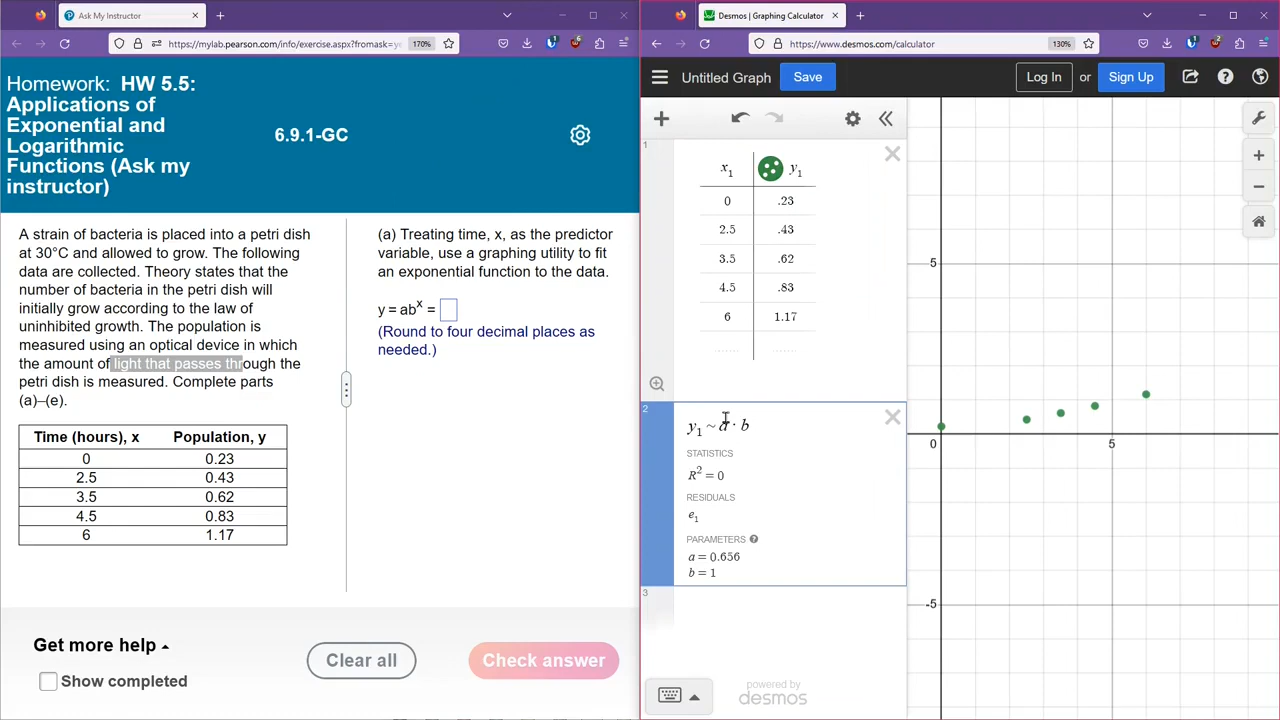 Ask My Instructor
https://mylab.pearson.com/info/exercise.aspx?fromask=ye
170%
Homework: HW 5.5:
Applications of
Exponential and
Logarithmic
Functions (Ask my
instructor)
6.9.1-GC
A strain of bacteria is placed into a petri dish
at 30°C and allowed to grow. The following
data are collected. Theory states that the
number of bacteria in the petri dish will
initially grow according to the law of
uninhibited growth. The population is
measured using an optical device in which
the amount of light that passes through the
petri dish is measured. Complete parts
(a)–(e).
Time (hours), x Population, y
0 0.23
2.5 0.43
3.5 0.62
4.5 0.83
6 1.17
(a) Treating time, x, as the predictor
variable, use a graphing utility to fit
an exponential function to the data.
y = abˣ =
(Round to four decimal places as
needed.)
Get more help
Show completed
Clear all
Check answer
Desmos | Graphing Calculator
https://www.desmos.com/calculator
130%
Untitled Graph
Save
Log In
or
Sign Up
1
x₁ y₁
0 .23
2.5 .43
3.5 .62
4.5 .83
6 1.17
2
y₁ ~ a · b
STATISTICS
R² = 0
RESIDUALS
e₁
PARAMETERS
a = 0.656
b = 1
3
powered by
desmos
5
0
5
-5